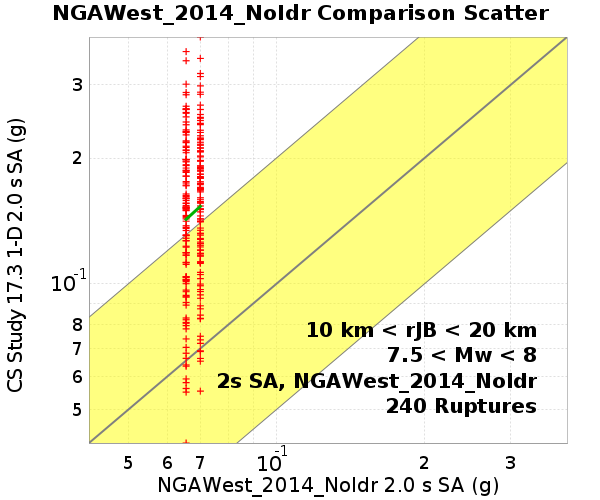 NGAWest_2014_NoIdr Comparison Scatter
CS Study 17.3 1-D 2.0 s SA (g)
3
2
10^-1
8
7
6
5
10 km < rJB < 20 km
7.5 < Mw < 8
2s SA, NGAWest_2014_NoIdr
240 Ruptures
5 6 7 10^-1 2 3
NGAWest_2014_NoIdr 2.0 s SA (g)